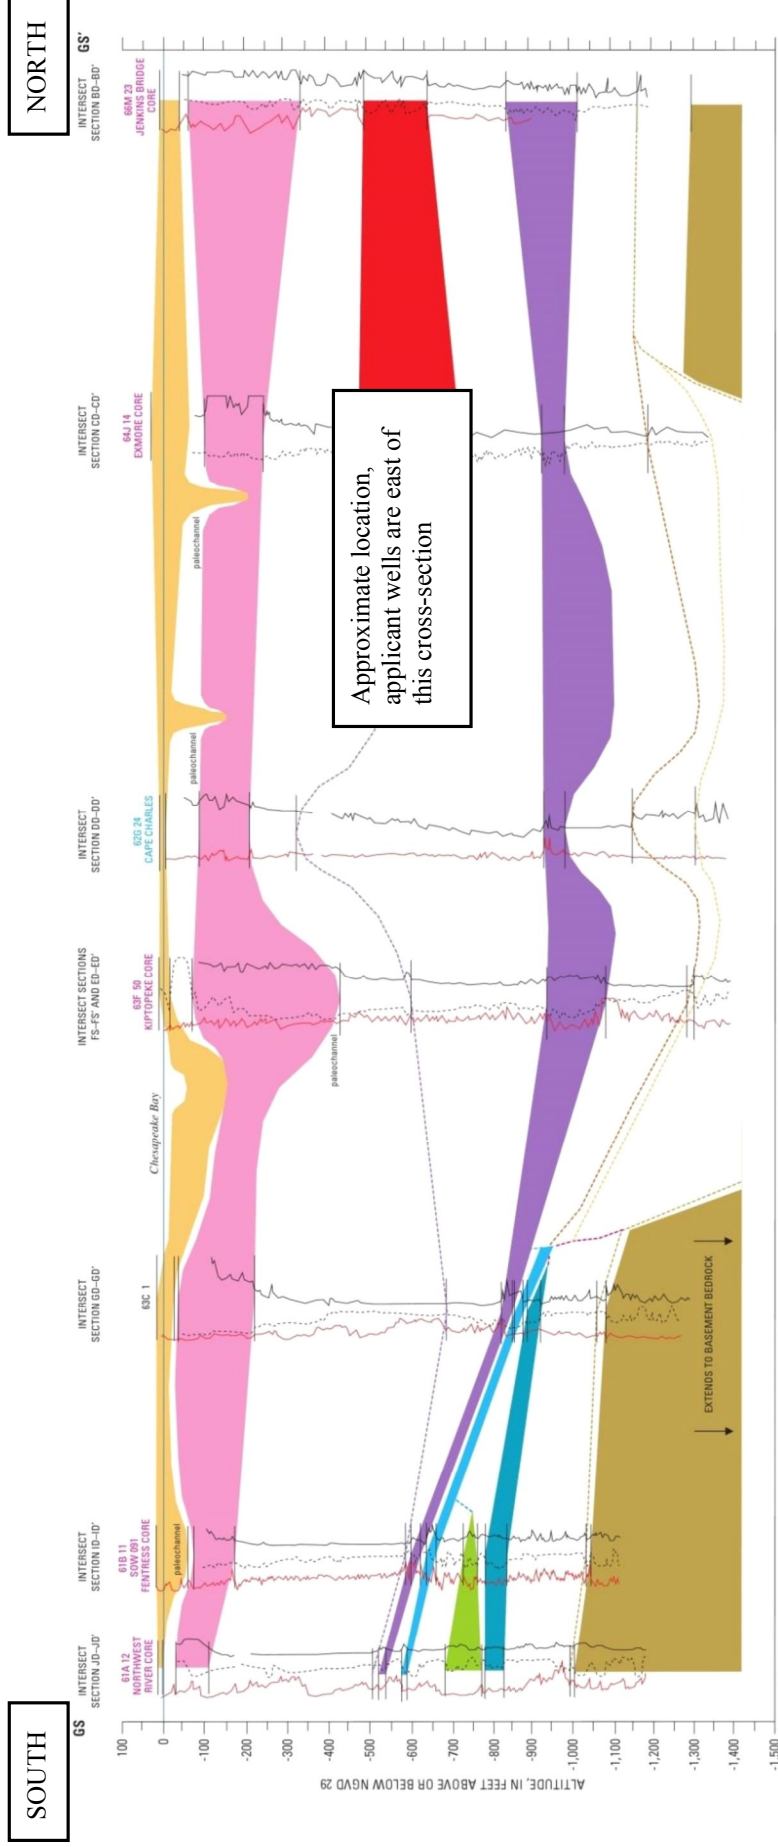 SOUTH
NORTH
GS
GS'
INTERSECT
SECTION JD–JD'
61A 12
NORTHWEST
RIVER CORE
INTERSECT
SECTION ID–ID'
61B 11
SOW 091
FENTRESS CORE
INTERSECT
SECTION GD–GD'
63C 1
INTERSECT SECTIONS
FS–FS' AND ED–ED'
63F 50
KIPTOPEKE CORE
INTERSECT
SECTION DD–DD'
62G 24
CAPE CHARLES
INTERSECT
SECTION CD–CD'
64J 14
EXMORE CORE
INTERSECT
SECTION BD–BD'
66M 23
JENKINS BRIDGE
CORE
Chesapeake Bay
paleochannel
paleochannel
paleochannel
paleochannel
Approximate location,
applicant wells are east of
this cross-section
EXTENDS TO BASEMENT BEDROCK
ALTITUDE, IN FEET ABOVE OR BELOW NGVD 29
100
0
-100
-200
-300
-400
-500
-600
-700
-800
-900
-1,000
-1,100
-1,200
-1,300
-1,400
-1,500